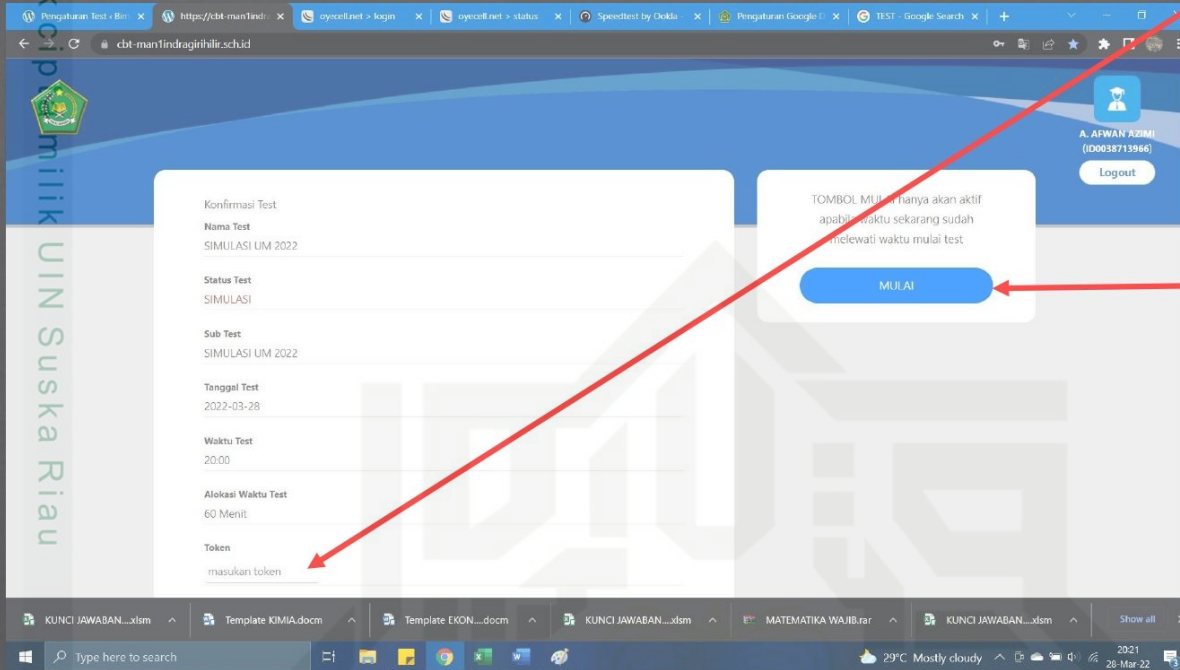 Pengaturan Test ‹ Bim
https://cbt-man1indra
oyecell.net > login
oyecell.net > status
Speedtest by Ookla -
Pengaturan Google D
TEST - Google Search
cbt-man1indragirihilir.sch.id
A. AFWAN AZIMI
(ID0038713966)
Logout
Konfirmasi Test
Nama Test
SIMULASI UM 2022
Status Test
SIMULASI
Sub Test
SIMULASI UM 2022
Tanggal Test
2022-03-28
Waktu Test
20:00
Alokasi Waktu Test
60 Menit
Token
masukan token
TOMBOL MULAI hanya akan aktif
apabila waktu sekarang sudah
melewati waktu mulai test
MULAI
milik UIN Suska Riau
KUNCI JAWABAN....xlsm
Template KIMIA.docm
Template EKON....docm
KUNCI JAWABAN....xlsm
MATEMATIKA WAJIB.rar
KUNCI JAWABAN....xlsm
Show all
Type here to search
29°C Mostly cloudy
20:21
28-Mar-22